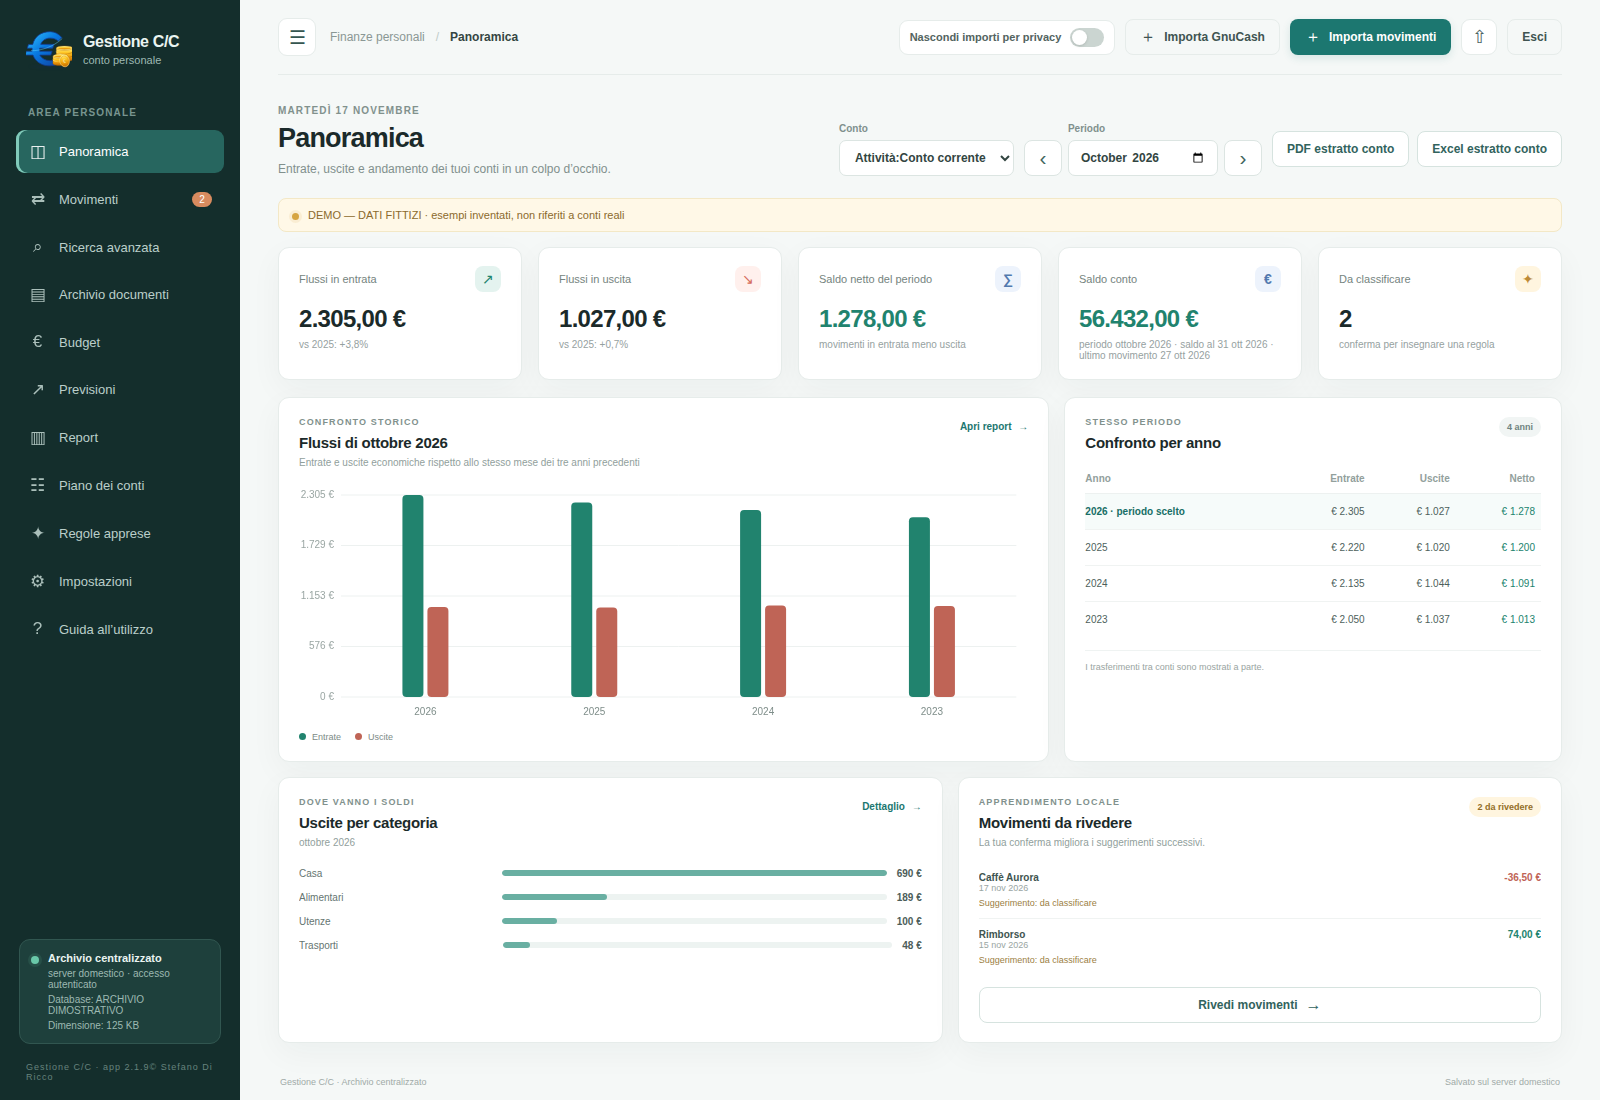 Gestione C/C
conto personale
AREA PERSONALE
Panoramica
Movimenti 2
Ricerca avanzata
Archivio documenti
Budget
Previsioni
Report
Piano dei conti
Regole apprese
Impostazioni
? Guida all’utilizzo
Archivio centralizzato
server domestico · accesso
autenticato
Database: ARCHIVIO
DIMOSTRATIVO
Dimensione: 125 KB
Gestione C/C · app 2.1.9© Stefano Di
Ricco
Finanze personali / Panoramica
Nascondi importi per privacy
+ Importa GnuCash
+ Importa movimenti
Esci
MARTEDÌ 17 NOVEMBRE
Panoramica
Entrate, uscite e andamento dei tuoi conti in un colpo d’occhio.
Conto
Attività:Conto corrente
Periodo
‹ October 2026 ›
PDF estratto conto
Excel estratto conto
DEMO — DATI FITTIZI · esempi inventati, non riferiti a conti reali
Flussi in entrata ↗
2.305,00 €
vs 2025: +3,8%
Flussi in uscita ↘
1.027,00 €
vs 2025: +0,7%
Saldo netto del periodo ∑
1.278,00 €
movimenti in entrata meno uscita
Saldo conto €
56.432,00 €
periodo ottobre 2026 · saldo al 31 ott 2026 ·
ultimo movimento 27 ott 2026
Da classificare ✦
2
conferma per insegnare una regola
CONFRONTO STORICO
Flussi di ottobre 2026
Entrate e uscite economiche rispetto allo stesso mese dei tre anni precedenti
Apri report →
2.305 €
1.729 €
1.153 €
576 €
0 €
2026 2025 2024 2023
Entrate Uscite
STESSO PERIODO
Confronto per anno
4 anni
Anno Entrate Uscite Netto
2026 · periodo scelto € 2.305 € 1.027 € 1.278
2025 € 2.220 € 1.020 € 1.200
2024 € 2.135 € 1.044 € 1.091
2023 € 2.050 € 1.037 € 1.013
I trasferimenti tra conti sono mostrati a parte.
DOVE VANNO I SOLDI
Uscite per categoria
ottobre 2026
Dettaglio →
Casa 690 €
Alimentari 189 €
Utenze 100 €
Trasporti 48 €
APPRENDIMENTO LOCALE
Movimenti da rivedere
La tua conferma migliora i suggerimenti successivi.
2 da rivedere
Caffè Aurora -36,50 €
17 nov 2026
Suggerimento: da classificare
Rimborso 74,00 €
15 nov 2026
Suggerimento: da classificare
Rivedi movimenti →
Gestione C/C · Archivio centralizzato
Salvato sul server domestico